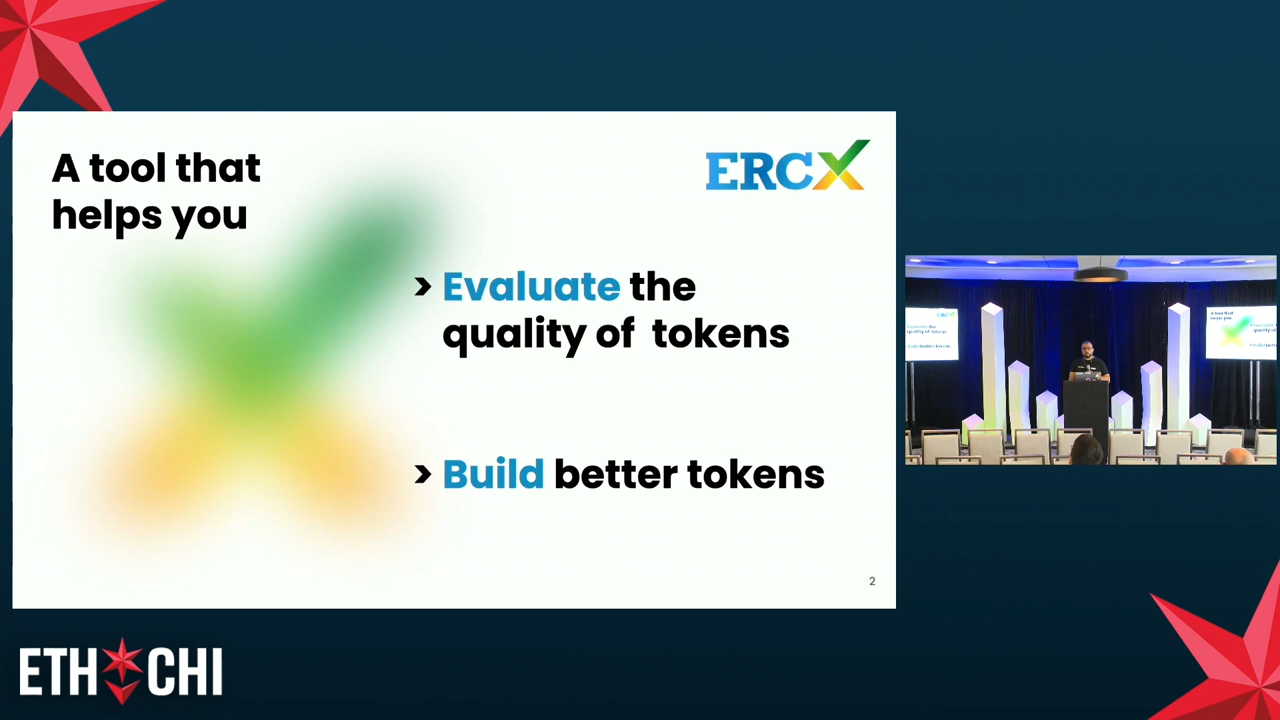 A tool that
helps you
ERCX
> Evaluate the
quality of tokens
> Build better tokens
2
ETH CHI